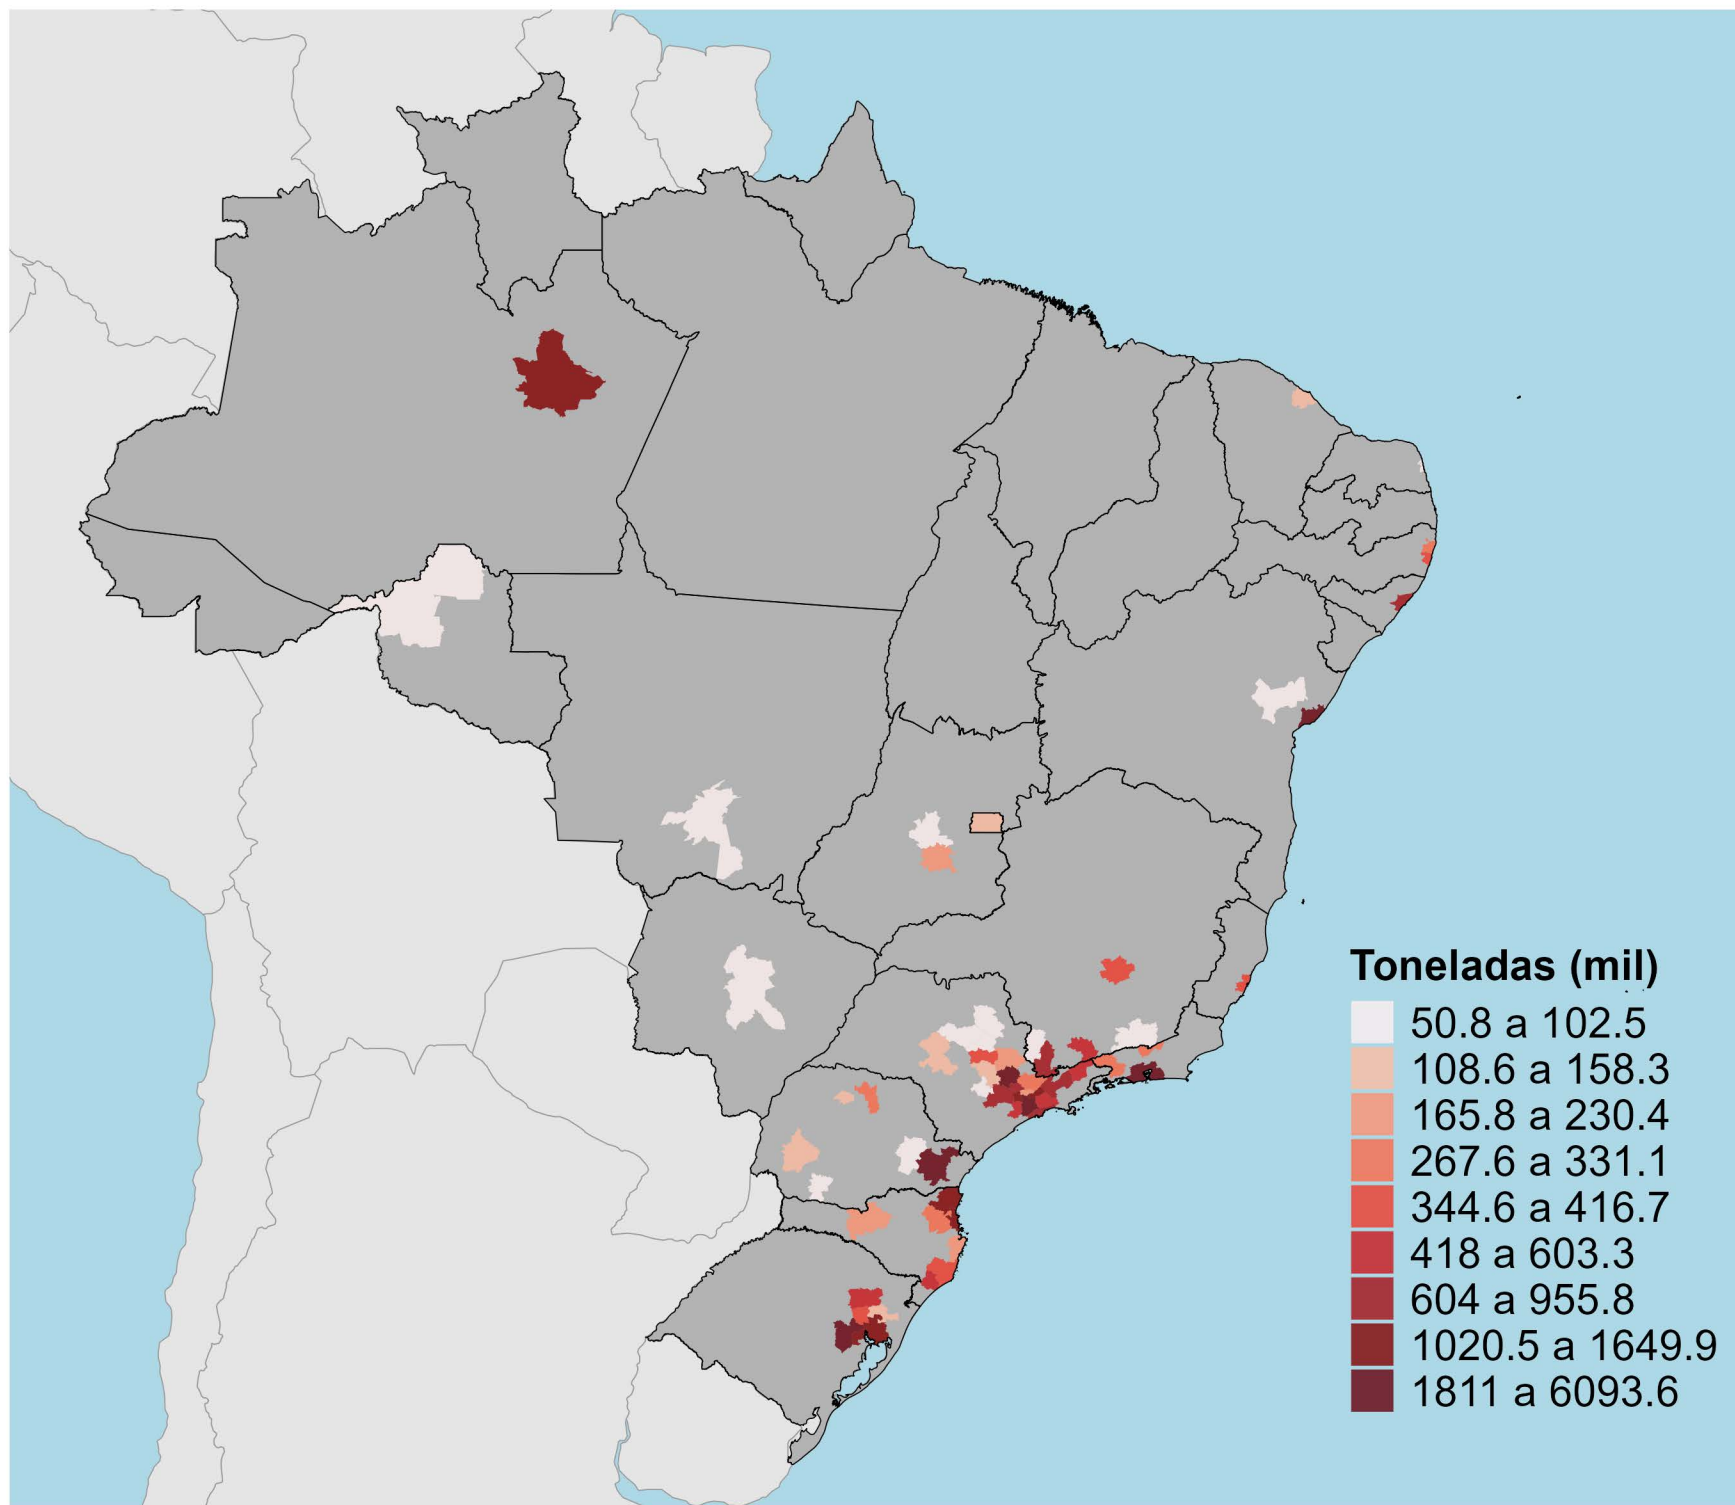 Toneladas (mil)
50.8 a 102.5
108.6 a 158.3
165.8 a 230.4
267.6 a 331.1
344.6 a 416.7
418 a 603.3
604 a 955.8
1020.5 a 1649.9
1811 a 6093.6